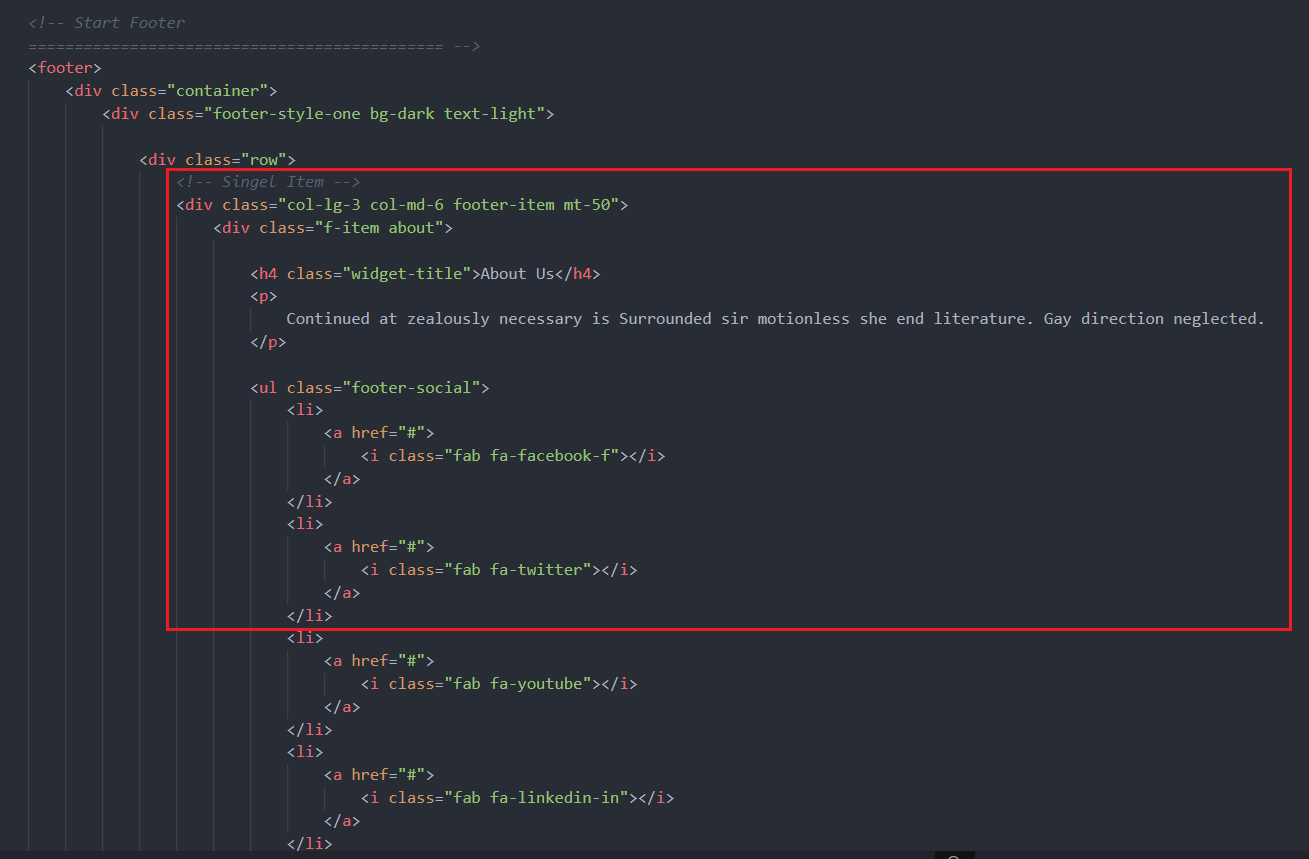 <!-- Start Footer
============================================= -->
<footer>
<div class="container">
<div class="footer-style-one bg-dark text-light">
<div class="row">
<!-- Singel Item -->
<div class="col-lg-3 col-md-6 footer-item mt-50">
<div class="f-item about">
<h4 class="widget-title">About Us</h4>
<p>
Continued at zealously necessary is Surrounded sir motionless she end literature. Gay direction neglected.
</p>
<ul class="footer-social">
<li>
<a href="#">
<i class="fab fa-facebook-f"></i>
</a>
</li>
<li>
<a href="#">
<i class="fab fa-twitter"></i>
</a>
</li>
<li>
<a href="#">
<i class="fab fa-youtube"></i>
</a>
</li>
<li>
<a href="#">
<i class="fab fa-linkedin-in"></i>
</a>
</li>